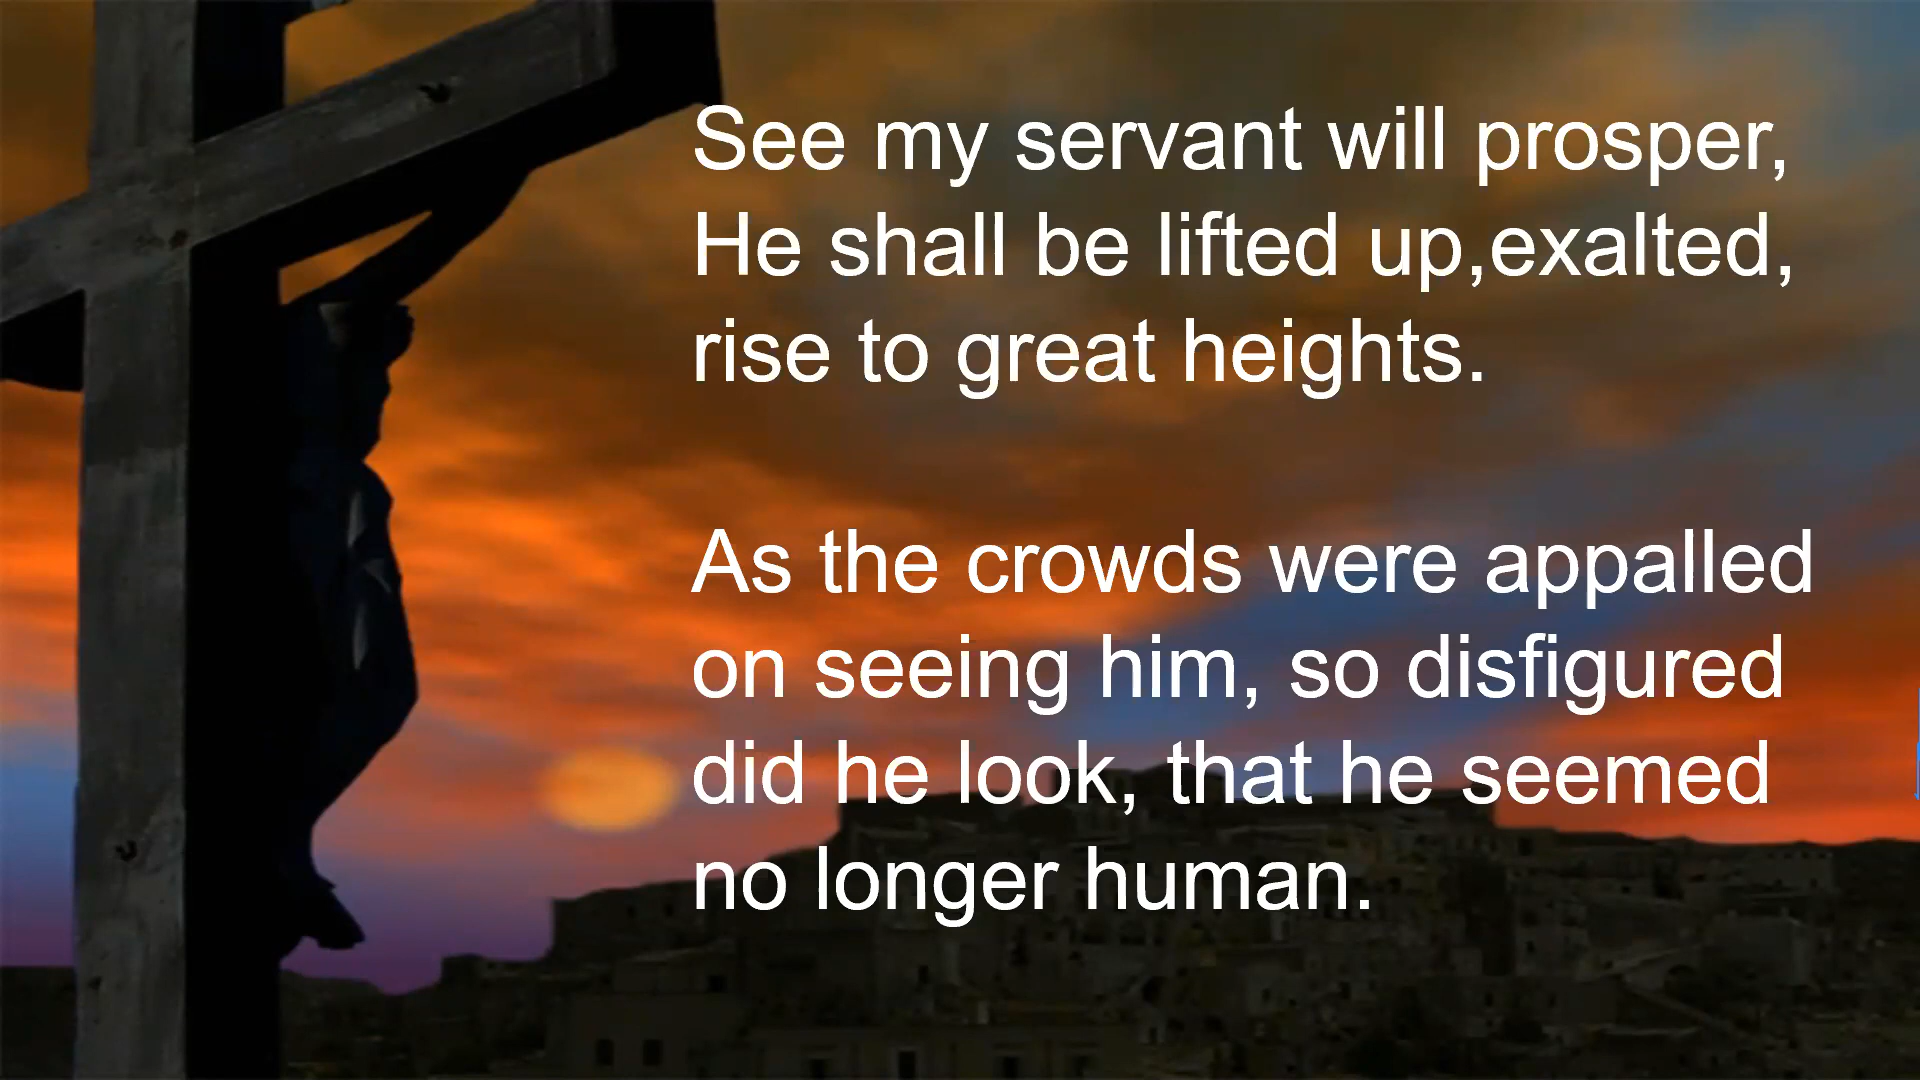 See my servant will prosper,
He shall be lifted up,exalted,
rise to great heights.
As the crowds were appalled
on seeing him, so disfigured
did he look, that he seemed
no longer human.